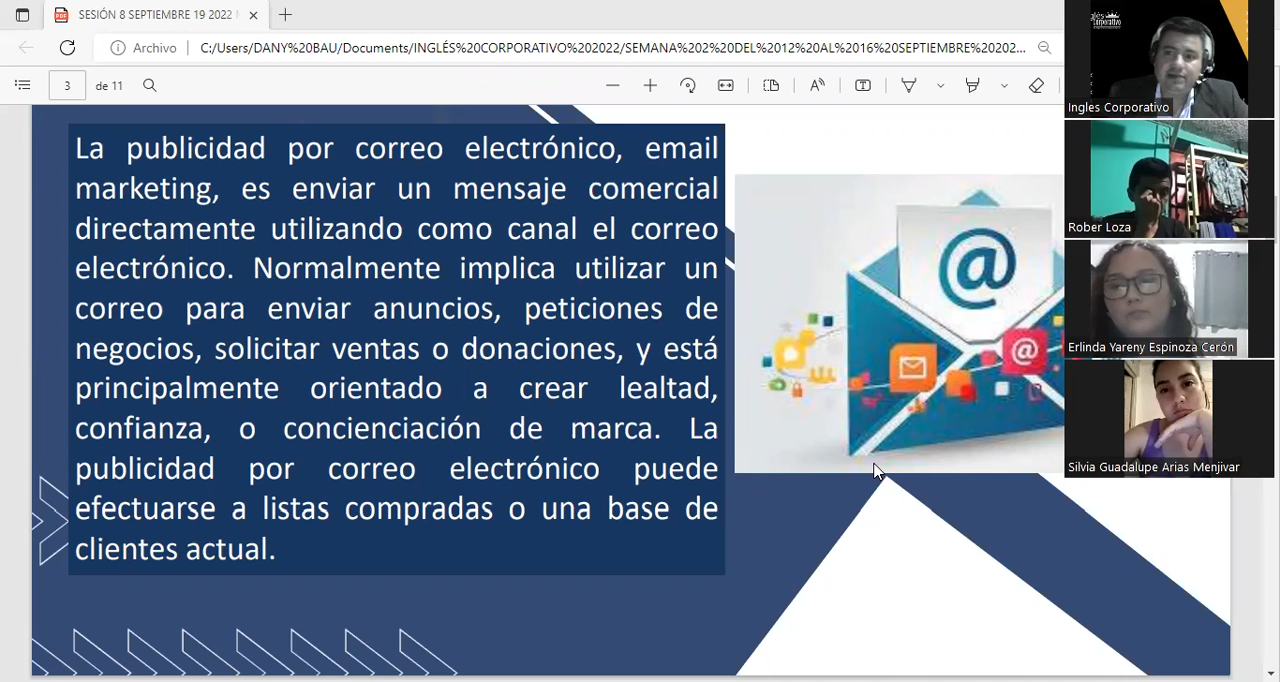 SESIÓN 8 SEPTIEMBRE 19 2022
Archivo
C:/Users/DANY%20BAU/Documents/INGLÉS%20CORPORATIVO%202022/SEMANA%202%20DEL%2012%20AL%2016%20SEPTIEMBRE%20202...
3 de 11
La publicidad por correo electrónico, email
marketing, es enviar un mensaje comercial
directamente utilizando como canal el correo
electrónico. Normalmente implica utilizar un
correo para enviar anuncios, peticiones de
negocios, solicitar ventas o donaciones, y está
principalmente orientado a crear lealtad,
confianza, o concienciación de marca. La
publicidad por correo electrónico puede
efectuarse a listas compradas o una base de
clientes actual.
@
@
Ingles Corporativo
Rober Loza
Erlinda Yareny Espinoza Cerón
Silvia Guadalupe Arias Menjivar